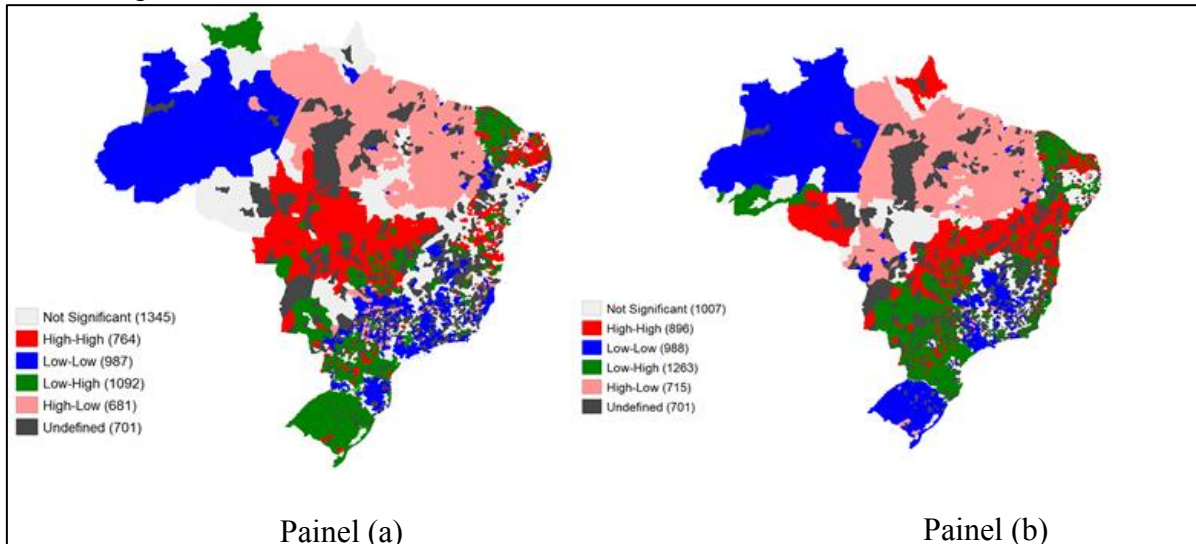 Not Significant (1345)
High-High (764)
Low-Low (987)
Low-High (1092)
High-Low (681)
Undefined (701)
Painel (a)
Not Significant (1007)
High-High (896)
Low-Low (988)
Low-High (1263)
High-Low (715)
Undefined (701)
Painel (b)